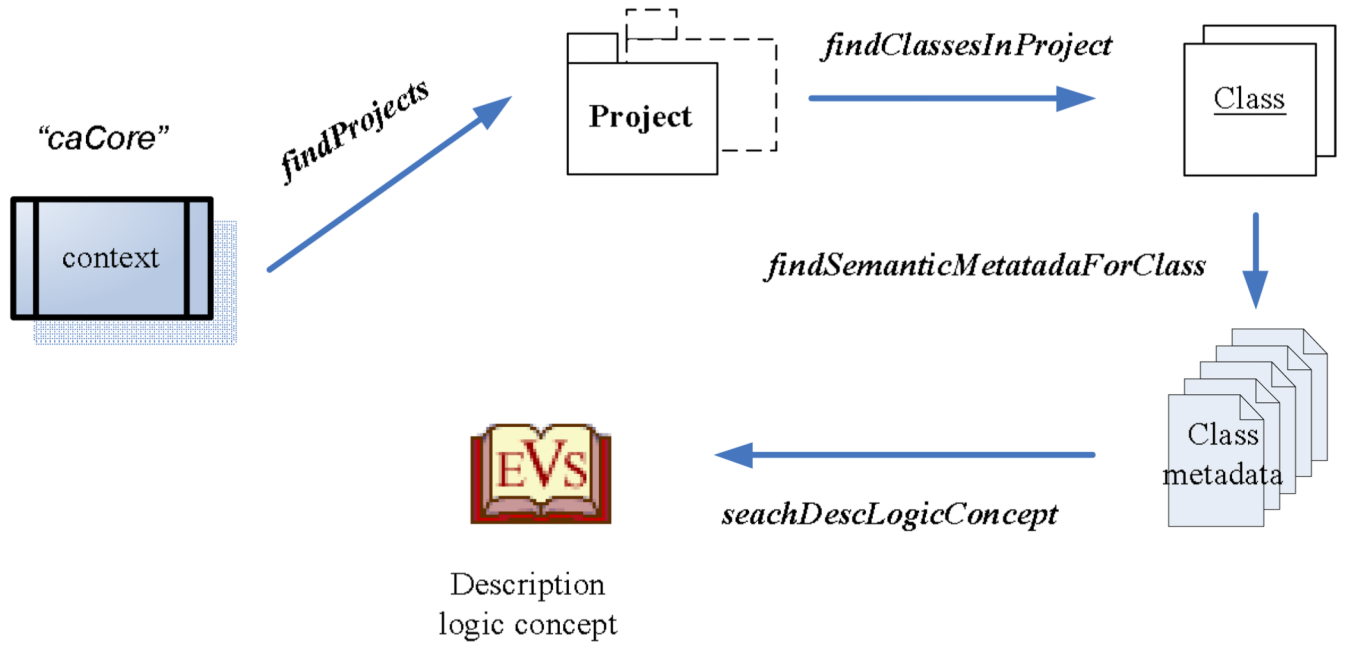 “caCore”
context
findProjects
Project
findClassesInProject
Class
findSemanticMetatadaForClass
Class
metadata
seachDescLogicConcept
EVS
Description
logic concept